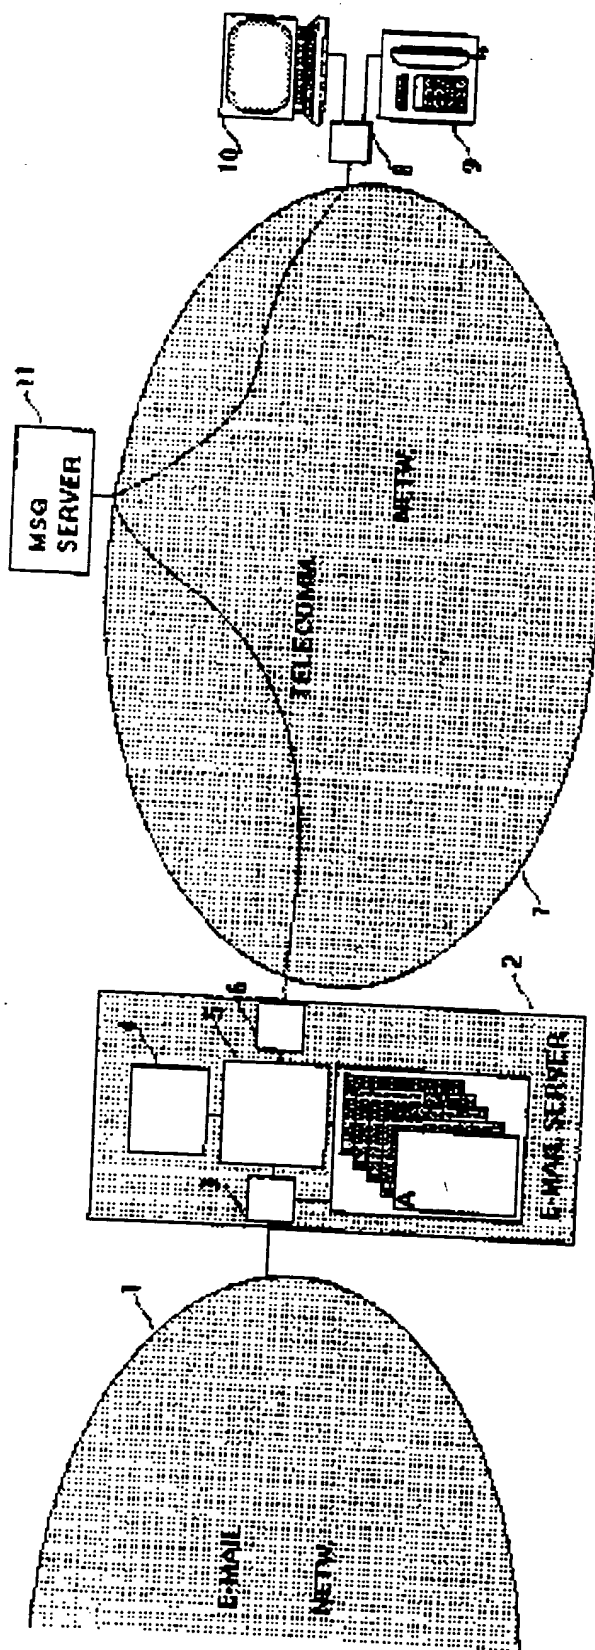 E-MAIL
NETW.
1
E-MAIL SERVER
2
3
4
5
6
A
TELECOMM.
NETW.
7
MSG
SERVER
11
8
9
10